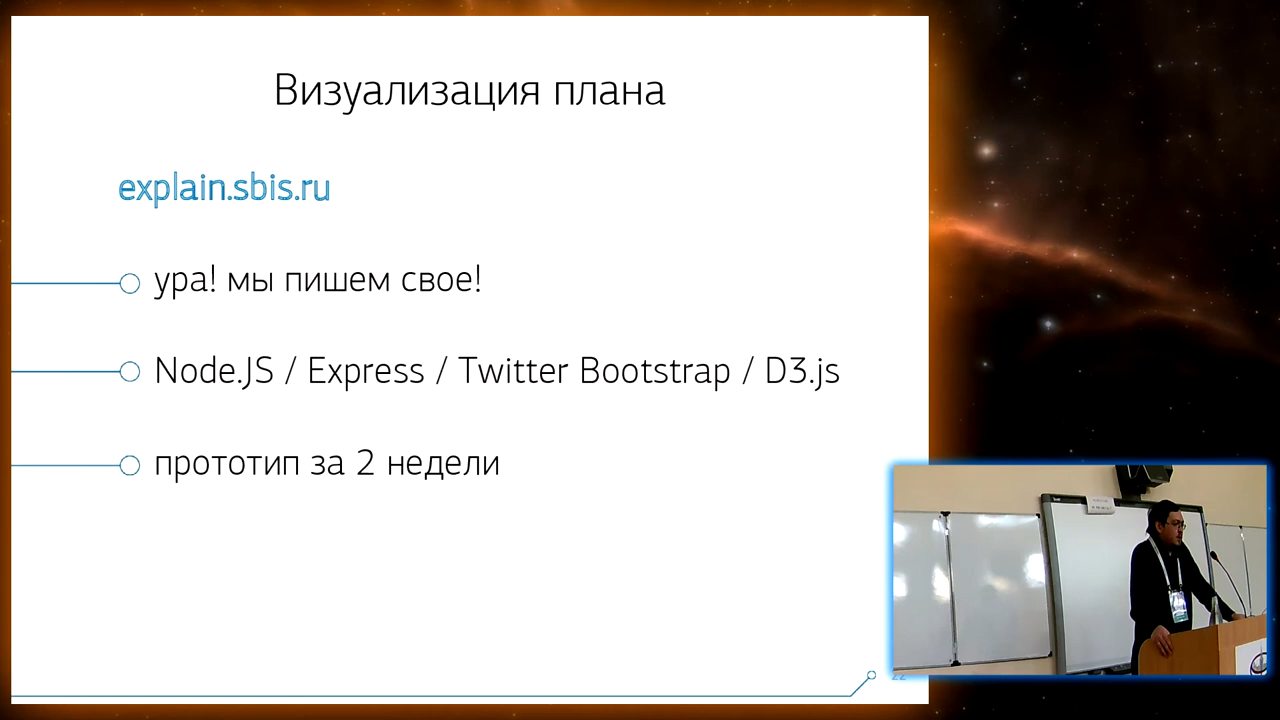 Визуализация плана
explain.sbis.ru
ура! мы пишем свое!
Node.JS / Express / Twitter Bootstrap / D3.js
прототип за 2 недели
22